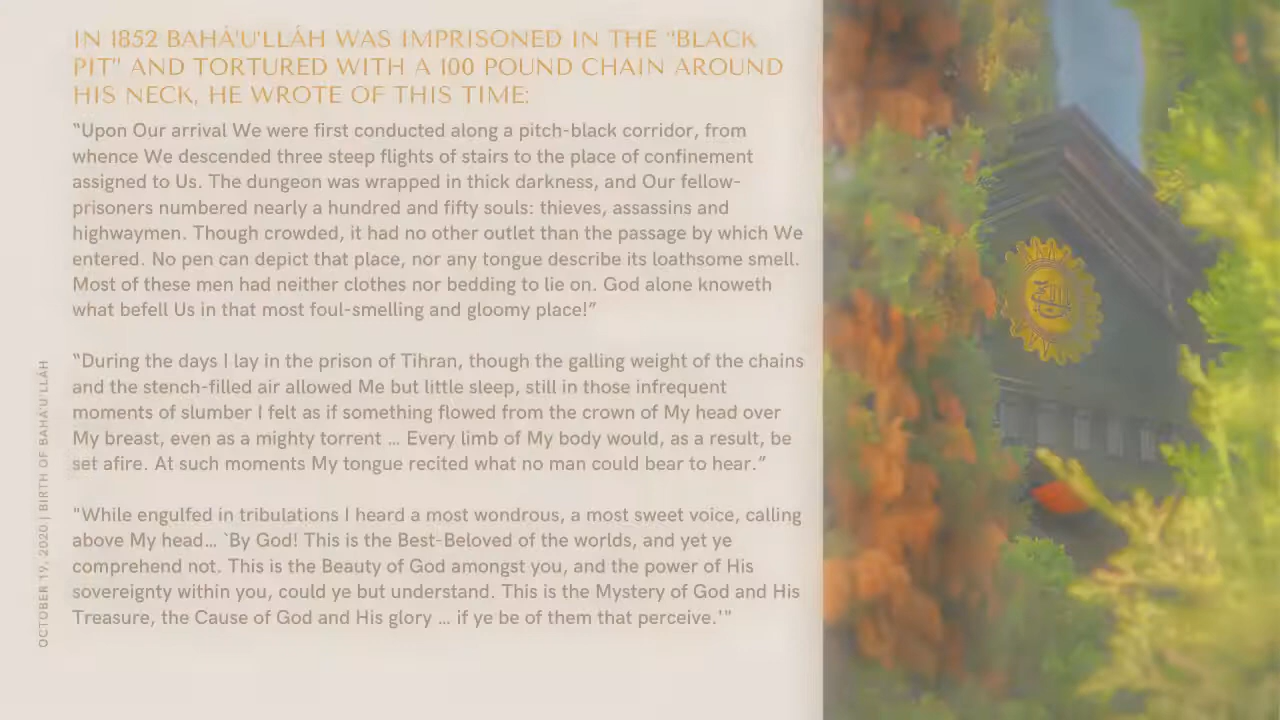 IN 1852 BAHÁ'U'LLÁH WAS IMPRISONED IN THE "BLACK
PIT" AND TORTURED WITH A 100 POUND CHAIN AROUND
HIS NECK, HE WROTE OF THIS TIME:
“Upon Our arrival We were first conducted along a pitch-black corridor, from
whence We descended three steep flights of stairs to the place of confinement
assigned to Us. The dungeon was wrapped in thick darkness, and Our fellow-
prisoners numbered nearly a hundred and fifty souls: thieves, assassins and
highwaymen. Though crowded, it had no other outlet than the passage by which We
entered. No pen can depict that place, nor any tongue describe its loathsome smell.
Most of these men had neither clothes nor bedding to lie on. God alone knoweth
what befell Us in that most foul-smelling and gloomy place!”
“During the days I lay in the prison of Tihran, though the galling weight of the chains
and the stench-filled air allowed Me but little sleep, still in those infrequent
moments of slumber I felt as if something flowed from the crown of My head over
My breast, even as a mighty torrent … Every limb of My body would, as a result, be
set afire. At such moments My tongue recited what no man could bear to hear.”
"While engulfed in tribulations I heard a most wondrous, a most sweet voice, calling
above My head… `By God! This is the Best-Beloved of the worlds, and yet ye
comprehend not. This is the Beauty of God amongst you, and the power of His
sovereignty within you, could ye but understand. This is the Mystery of God and His
Treasure, the Cause of God and His glory … if ye be of them that perceive.'"
OCTOBER 19, 2020 | BIRTH OF BAHÁ'U'LLÁH